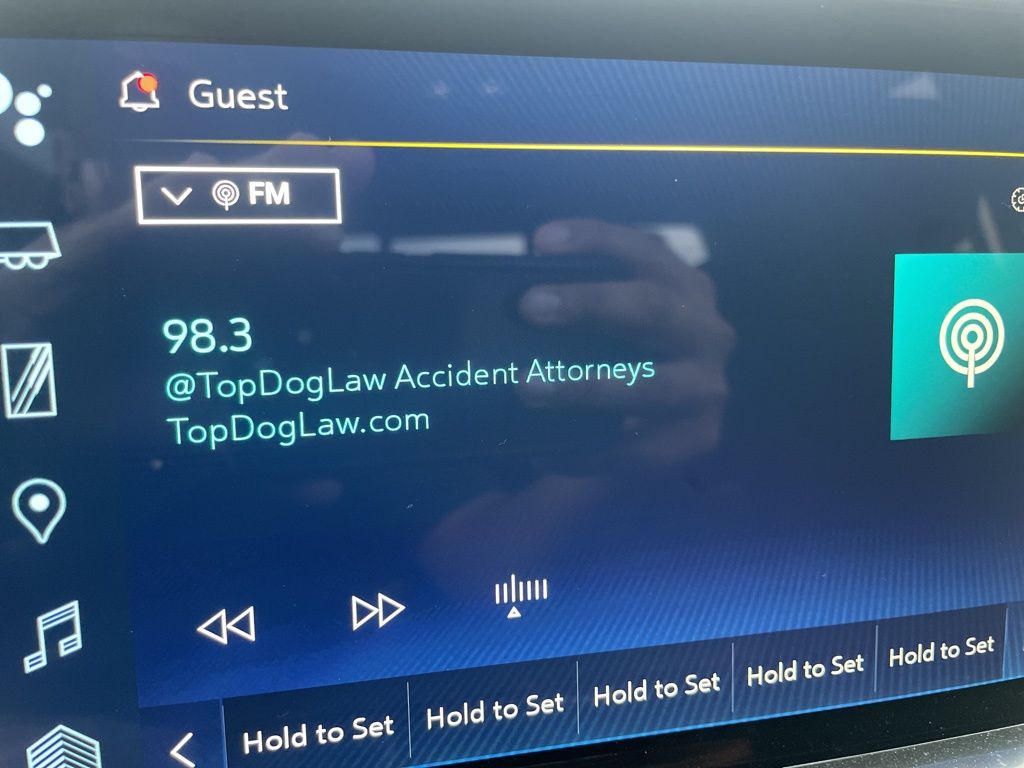 Guest
FM
98.3
@TopDogLaw Accident Attorneys
TopDogLaw.com
Hold to Set Hold to Set Hold to Set Hold to Set Hold to Set